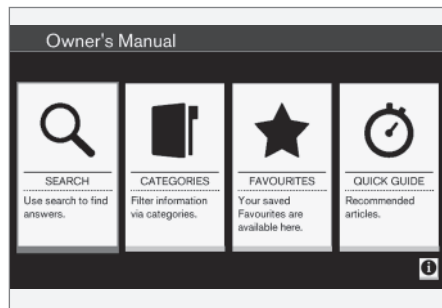 Owner's Manual
SEARCH
Use search to find
answers.
CATEGORIES
Filter information
via categories.
FAVOURITES
Your saved
Favourites are
available here.
QUICK GUIDE
Recommended
articles.
i